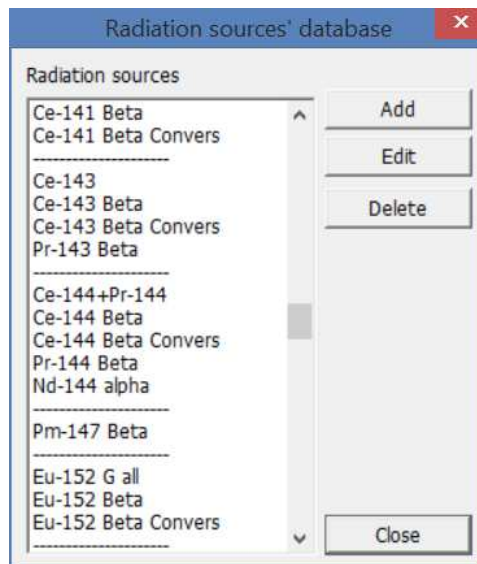 Radiation sources' database
x
Radiation sources
Ce-141 Beta
Ce-141 Beta Convers
----------------------
Ce-143
Ce-143 Beta
Ce-143 Beta Convers
Pr-143 Beta
----------------------
Ce-144+Pr-144
Ce-144 Beta
Ce-144 Beta Convers
Pr-144 Beta
Nd-144 alpha
----------------------
Pm-147 Beta
----------------------
Eu-152 G all
Eu-152 Beta
Eu-152 Beta Convers
----------------------
Add
Edit
Delete
Close